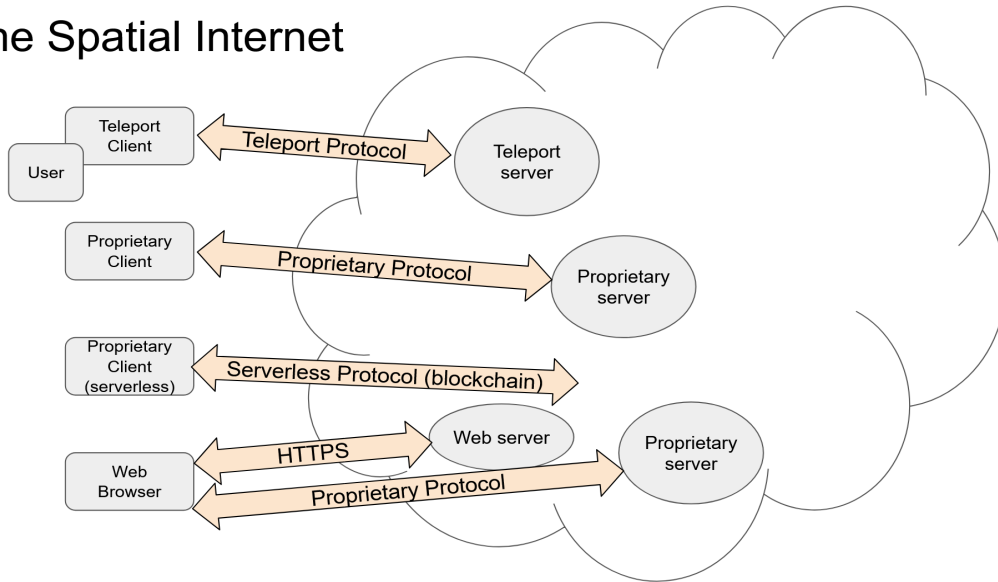 ne Spatial Internet
Teleport
Client
User
Teleport Protocol
Teleport
server
Proprietary
Client
Proprietary Protocol
Proprietary
server
Proprietary
Client
(serverless)
Serverless Protocol (blockchain)
Web
Browser
HTTPS
Web server
Proprietary Protocol
Proprietary
server